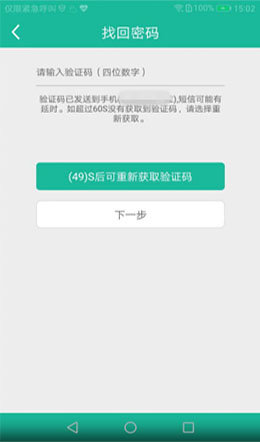 仅限紧急呼叫
100% 15:02
找回密码
请输入验证码(四位数字)
验证码已发送到手机( ),短信可能有
延时。如超过60S没有获取到验证码,请选择重
新获取。
(49)S后可重新获取验证码
下一步